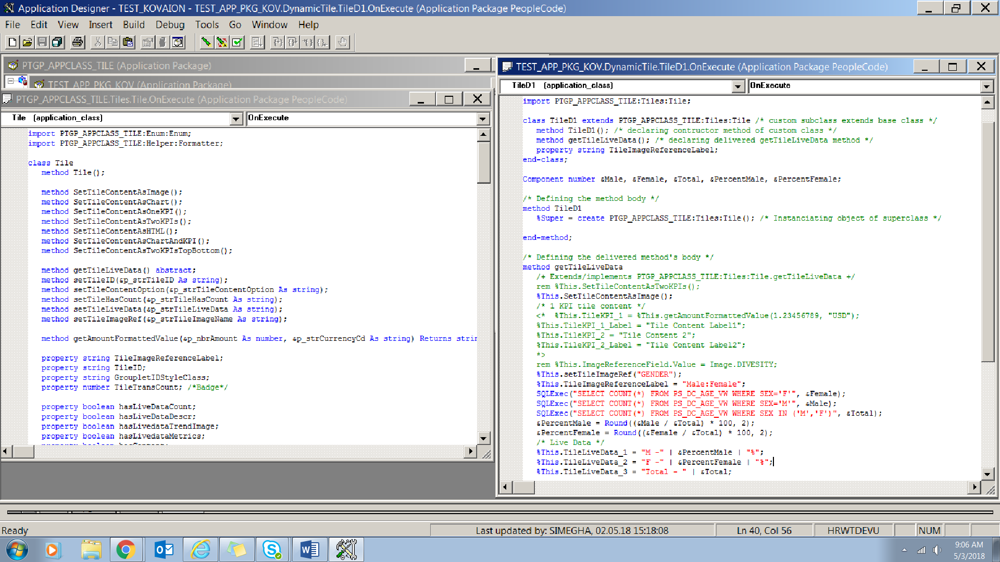 Application Designer - TEST_KOVAION - TEST_APP_PKG_KOV.DynamicTile.TileD1.OnExecute (Application Package PeopleCode)
File Edit View Insert Build Debug Tools Go Window Help
PTGP_APPCLASS_TILE (Application Package)
TEST_APP_PKG_KOV (Application Package)
PTGP_APPCLASS_TILE.Tiles.Tile.OnExecute (Application Package PeopleCode)
Tile (application_class) OnExecute
import PTGP_APPCLASS_TILE:Enum:Enum;
import PTGP_APPCLASS_TILE:Helper:Formatter;
class Tile
method Tile();
method SetTileContentAsImage();
method SetTileContentAsChart();
method SetTileContentAsOneKPI();
method SetTileContentAsTwoKPIs();
method SetTileContentAsHTML();
method SetTileContentAsChartAndKPI();
method SetTileContentAsTwoKPIsTopBottom();
method getTileLiveData() abstract;
method setTileID(&p_strTileID As string);
method setTileContentOption(&p_strTileContentOption As string);
method setTileHasCount(&p_strTileHasCount As string);
method setTileLiveData(&p_strTileLiveData As string);
method setTileImageRef(&p_strTileImageName As string);
method getAmountFormattedValue(&p_nbrAmount As number, &p_strCurrencyCd As string) Returns strin
property string TileImageReferenceLabel;
property string TileID;
property string GroupletIDStyleClass;
property number TileTransCount; /*Badge*/
property boolean hasLiveDataCount;
property boolean hasLiveDataDescr;
property boolean hasLivedataTrendImage;
property boolean hasLivedataMetrics;
TEST_APP_PKG_KOV.DynamicTile.TileD1.OnExecute (Application Package PeopleCode)
TileD1 (application_class) OnExecute
import PTGP_APPCLASS_TILE:Tiles:Tile;
class TileD1 extends PTGP_APPCLASS_TILE:Tiles:Tile /* custom subclass extends base class */
method TileD1(); /* declaring contructor method of custom class */
method getTileLiveData(); /* declaring delivered getTileLiveData method */
property string TileImageReferenceLabel;
end-class;
Component number &Male, &Female, &Total, &PercentMale, &PercentFemale;
/* Defining the method body */
method TileD1
%Super = create PTGP_APPCLASS_TILE:Tiles:Tile(); /* Instanciating object of superclass */
end-method;
/* Defining the delivered method's body */
method getTileLiveData
/+ Extends/implements PTGP_APPCLASS_TILE:Tiles:Tile.getTileLiveData +/
rem %This.SetTileContentAsTwoKPIs();
%This.SetTileContentAsImage();
/* 1 KPI tile content */
<* %This.TileKPI_1 = %This.getAmountFormattedValue(1.23456789, "USD");
%This.TileKPI_1_Label = "Tile Content Label1";
%This.TileKPI_2 = "Tile Content 2";
%This.TileKPI_2_Label = "Tile Content Label2";
*>
rem %This.ImageReferenceField.Value = Image.DIVESITY;
%This.setTileImageRef("GENDER");
%This.TileImageReferenceLabel = "Male:Female";
SQLExec("SELECT COUNT(*) FROM PS_DC_AGE_VW WHERE SEX='F'", &Female);
SQLExec("SELECT COUNT(*) FROM PS_DC_AGE_VW WHERE SEX='M'", &Male);
SQLExec("SELECT COUNT(*) FROM PS_DC_AGE_VW WHERE SEX IN ('M','F')", &Total);
&PercentMale = Round((&Male / &Total) * 100, 2);
&PercentFemale = Round((&Female / &Total) * 100, 2);
/* Live Data */
%This.TileLiveData_1 = "M -" | &PercentMale | "%";
%This.TileLiveData_2 = "F -" | &PercentFemale | "%";
%This.TileLiveData_3 = "Total - " | &Total;
Ready Last updated by: SIMEGHA, 02.05.18 15:18:08 Ln 40, Col 56 HRWTDEVU NUM
9:06 AM
5/3/2018